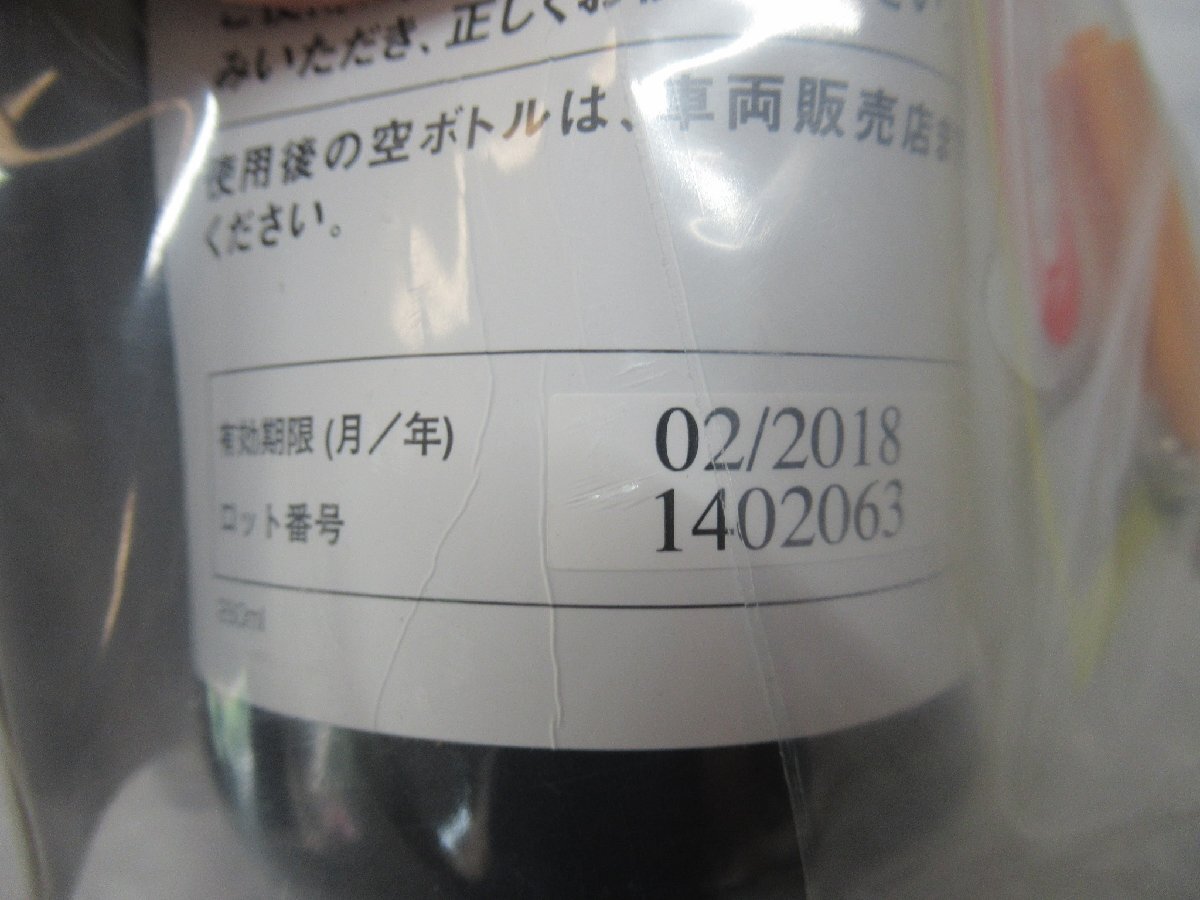 みいただき、正しくお
使用後の空ボトルは、車両販売店
ください。
有効期限 (月／年) 02/2018
ロット番号 1402063